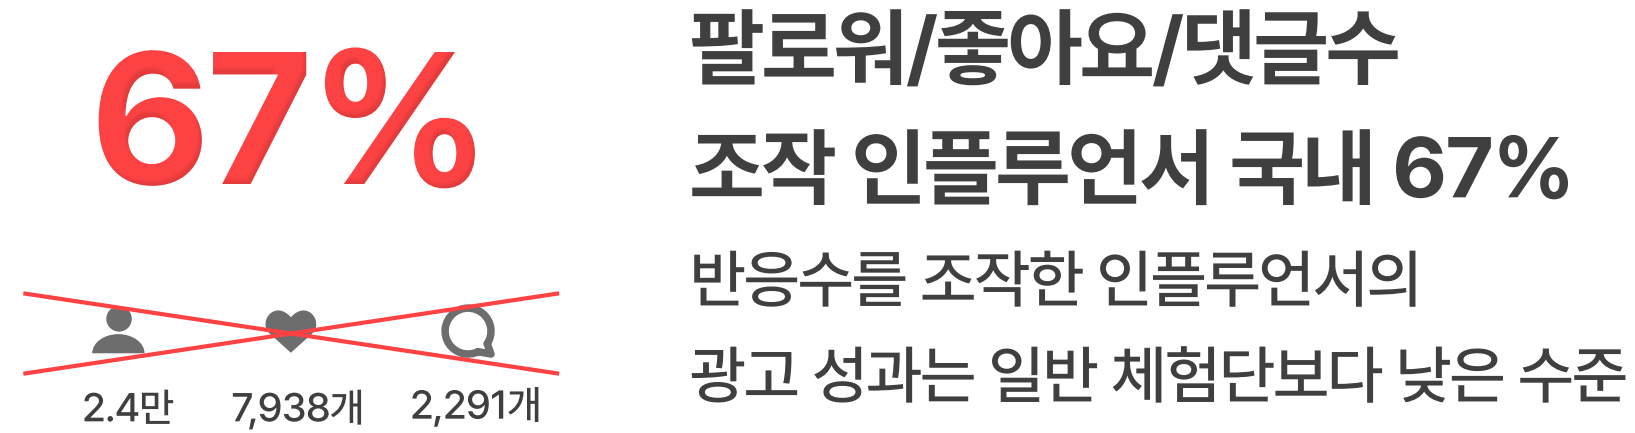 67%
2.4만
7,938개
2,291개
팔로워/좋아요/댓글수
조작 인플루언서 국내 67%
반응수를 조작한 인플루언서의
광고 성과는 일반 체험단보다 낮은 수준